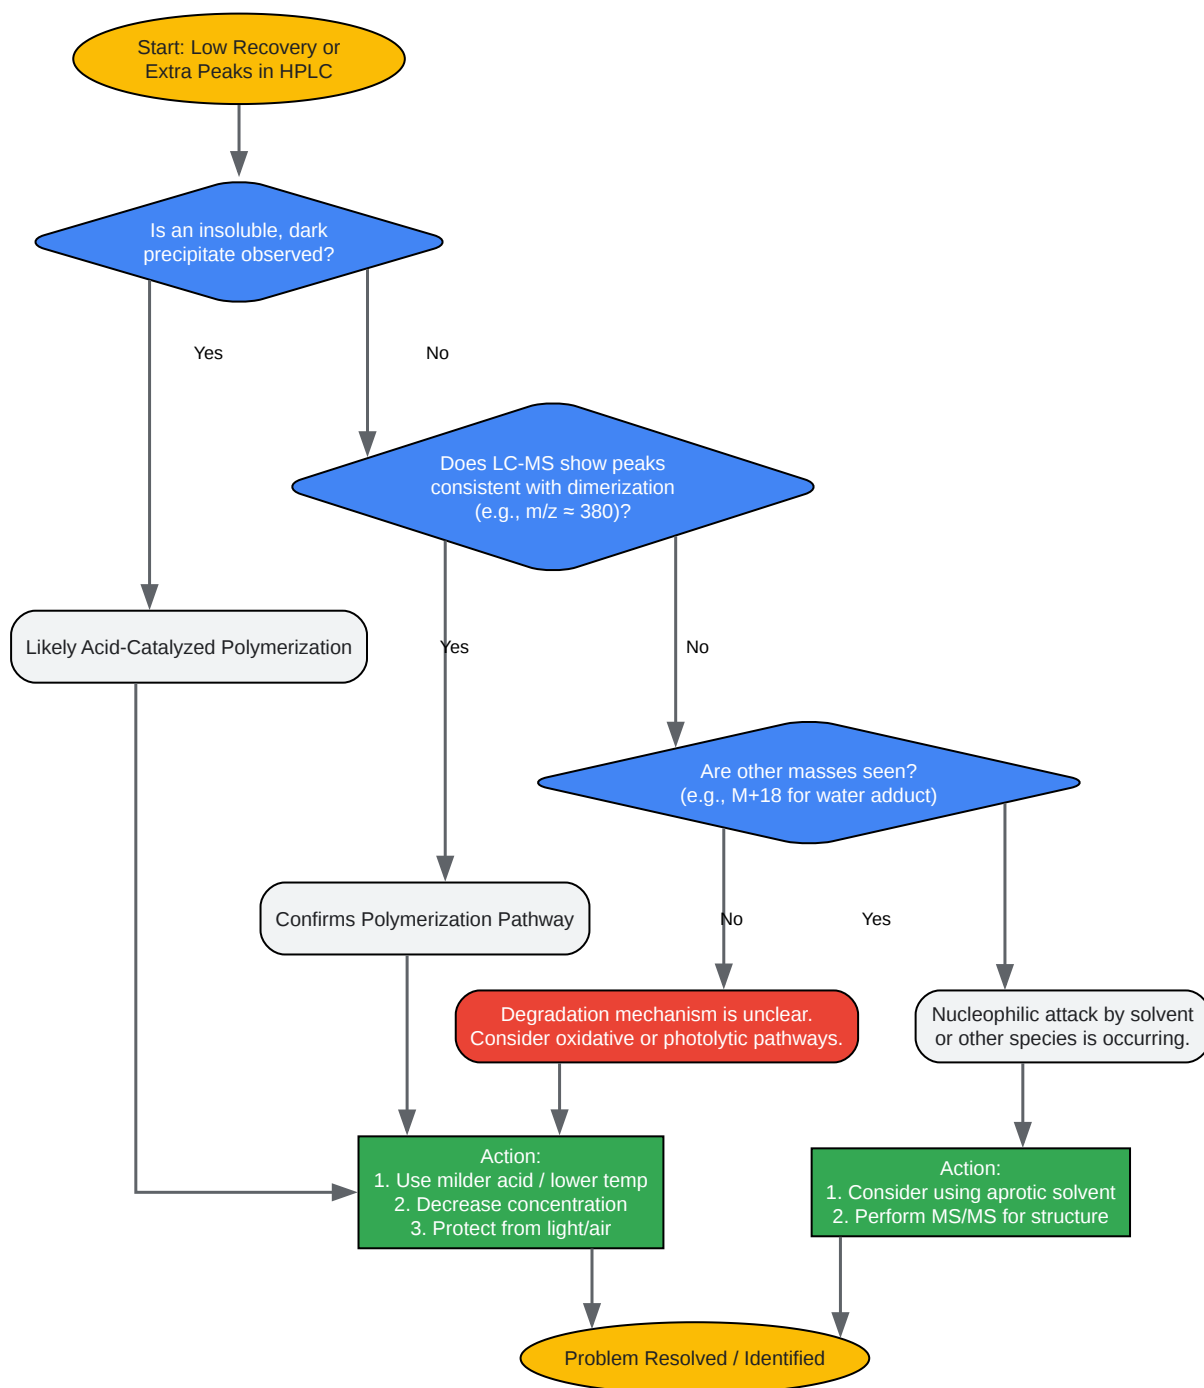 Start: Low Recovery or
Extra Peaks in HPLC
Is an insoluble, dark
precipitate observed?
Yes
No
Does LC-MS show peaks
consistent with dimerization
(e.g., m/z ≈ 380)?
Likely Acid-Catalyzed Polymerization
Yes
No
Are other masses seen?
(e.g., M+18 for water adduct)
Confirms Polymerization Pathway
No
Yes
Degradation mechanism is unclear.
Consider oxidative or photolytic pathways.
Nucleophilic attack by solvent
or other species is occurring.
Action:
1. Use milder acid / lower temp
2. Decrease concentration
3. Protect from light/air
Action:
1. Consider using aprotic solvent
2. Perform MS/MS for structure
Problem Resolved / Identified